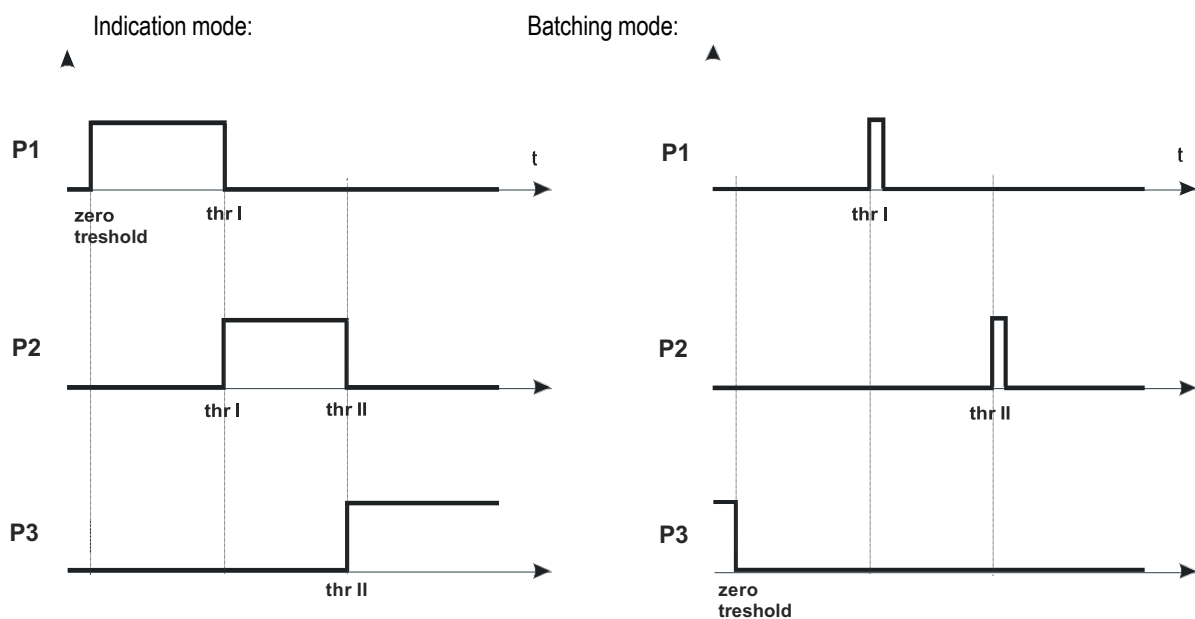 Indication mode:
Batching mode:
P1
t
zero
treshold
thr I
P2
thr I
thr II
P3
thr II
P1
t
thr I
P2
thr II
P3
zero
treshold